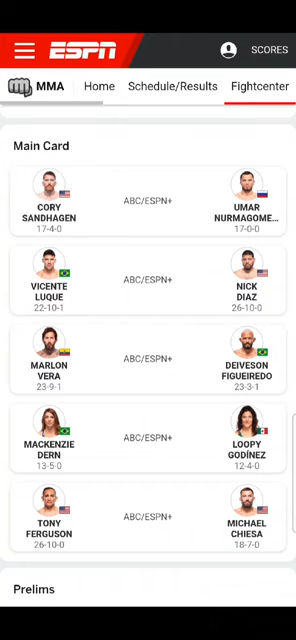 ESPN
SCORES
MMA
Home
Schedule/Results
Fightcenter
Main Card
CORY
SANDHAGEN
17-4-0
ABC/ESPN+
UMAR
NURMAGOME...
17-0-0
VICENTE
LUQUE
22-10-1
ABC/ESPN+
NICK
DIAZ
26-10-0
MARLON
VERA
23-9-1
ABC/ESPN+
DEIVESON
FIGUEIREDO
23-3-1
MACKENZIE
DERN
13-5-0
ABC/ESPN+
LOOPY
GODÍNEZ
12-4-0
TONY
FERGUSON
26-10-0
ABC/ESPN+
MICHAEL
CHIESA
18-7-0
Prelims